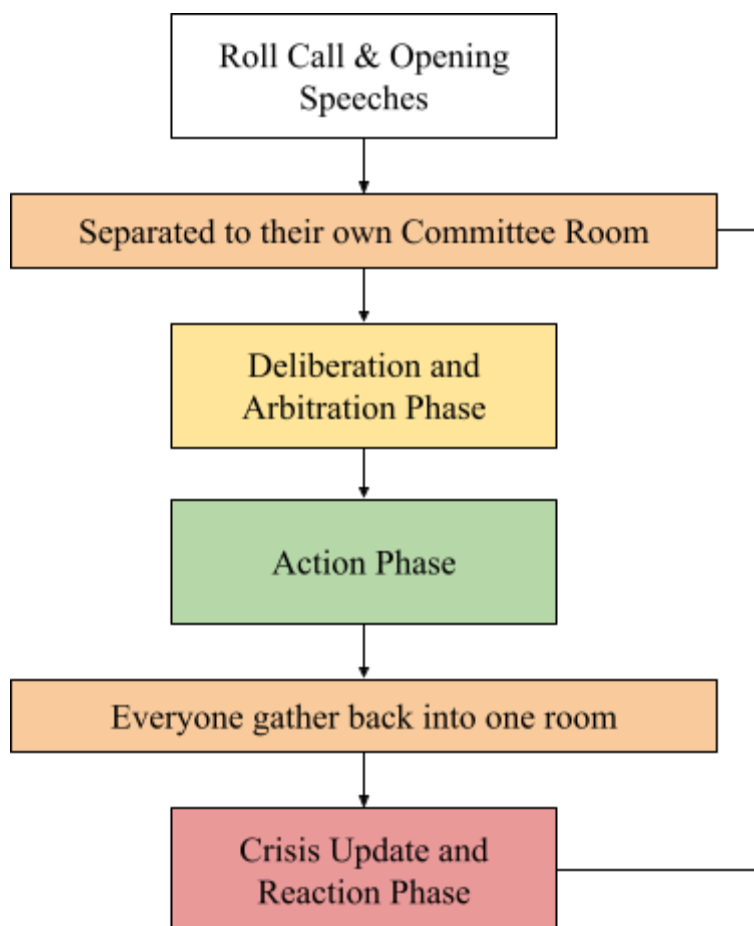 Roll Call & Opening
Speeches
Separated to their own Committee Room
Deliberation and
Arbitration Phase
Action Phase
Everyone gather back into one room
Crisis Update and
Reaction Phase